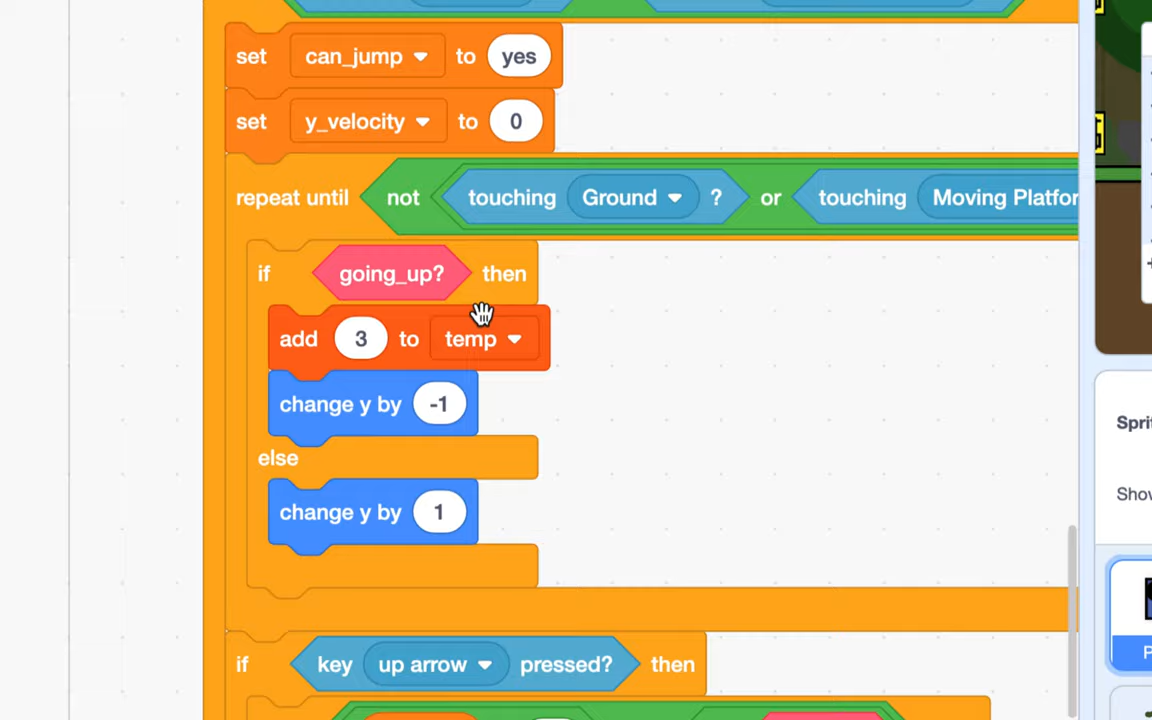 set can_jump to yes
set y_velocity to 0
repeat until not touching Ground ? or touching Moving Platfor
if going_up? then
add 3 to temp
change y by -1
else
change y by 1
if key up arrow pressed? then
Sprit
Show
P